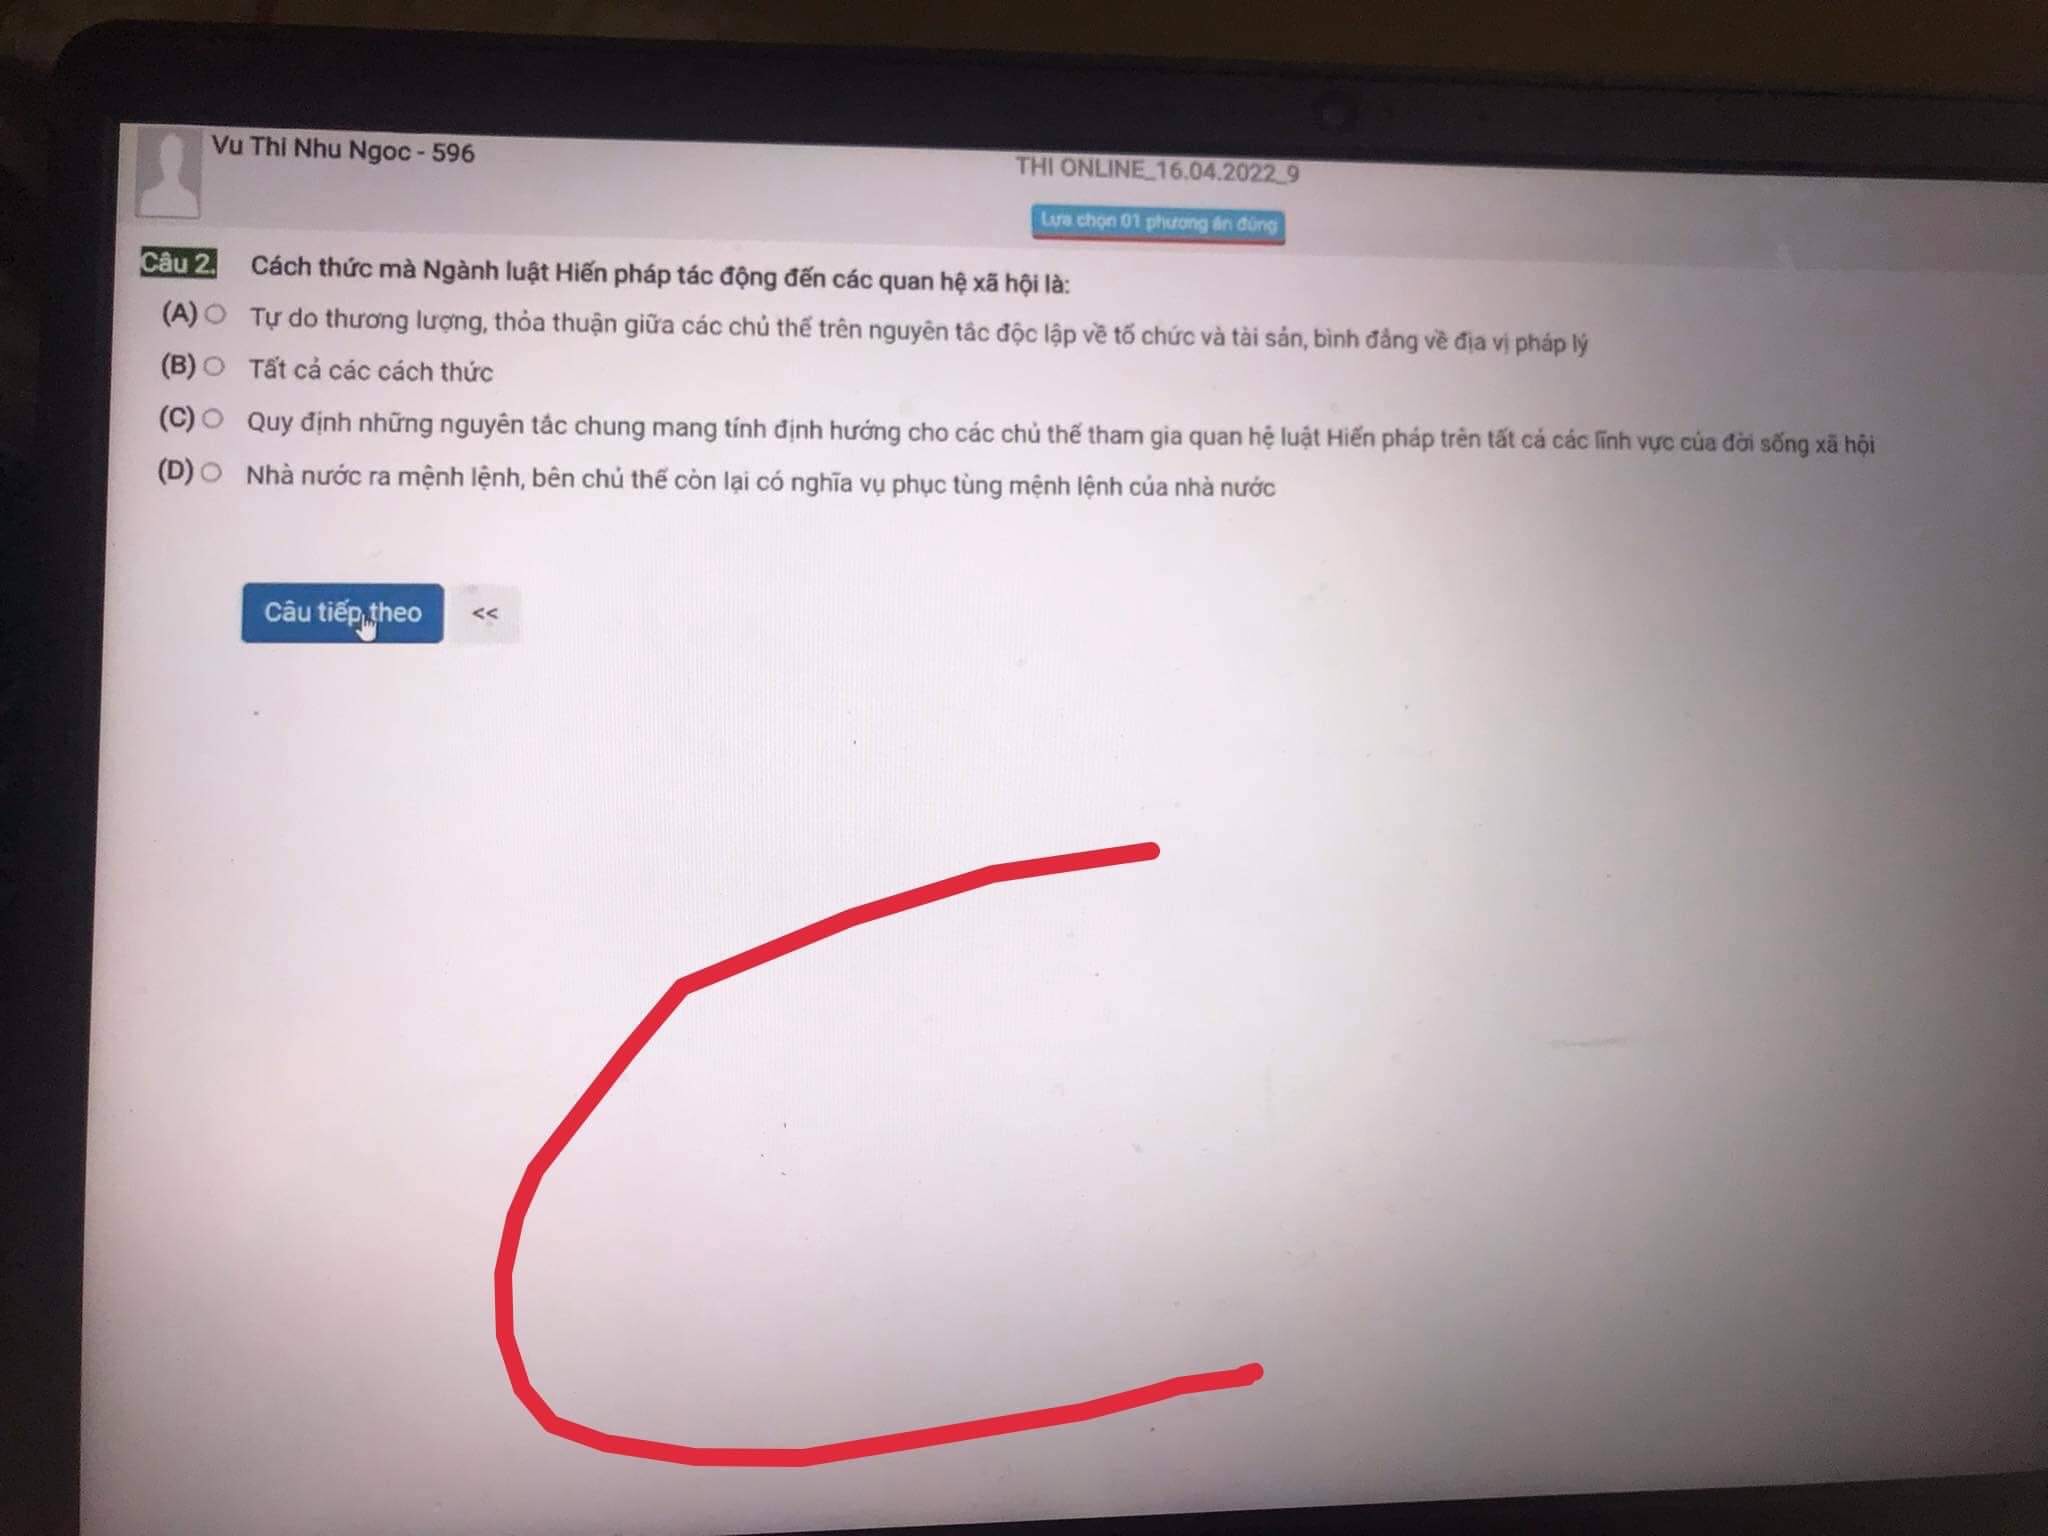 Vu Thi Nhu Ngoc - 596
THI ONLINE_16.04.2022_9
Lựa chọn 01 phương án đúng
Câu 2. Cách thức mà Ngành luật Hiến pháp tác động đến các quan hệ xã hội là:
(A) Tự do thương lượng, thỏa thuận giữa các chủ thể trên nguyên tắc độc lập về tổ chức và tài sản, bình đẳng về địa vị pháp lý
(B) Tất cả các cách thức
(C) Quy định những nguyên tắc chung mang tính định hướng cho các chủ thể tham gia quan hệ luật Hiến pháp trên tất cả các lĩnh vực của đời sống xã hội
(D) Nhà nước ra mệnh lệnh, bên chủ thể còn lại có nghĩa vụ phục tùng mệnh lệnh của nhà nước
Câu tiếp theo <<
C